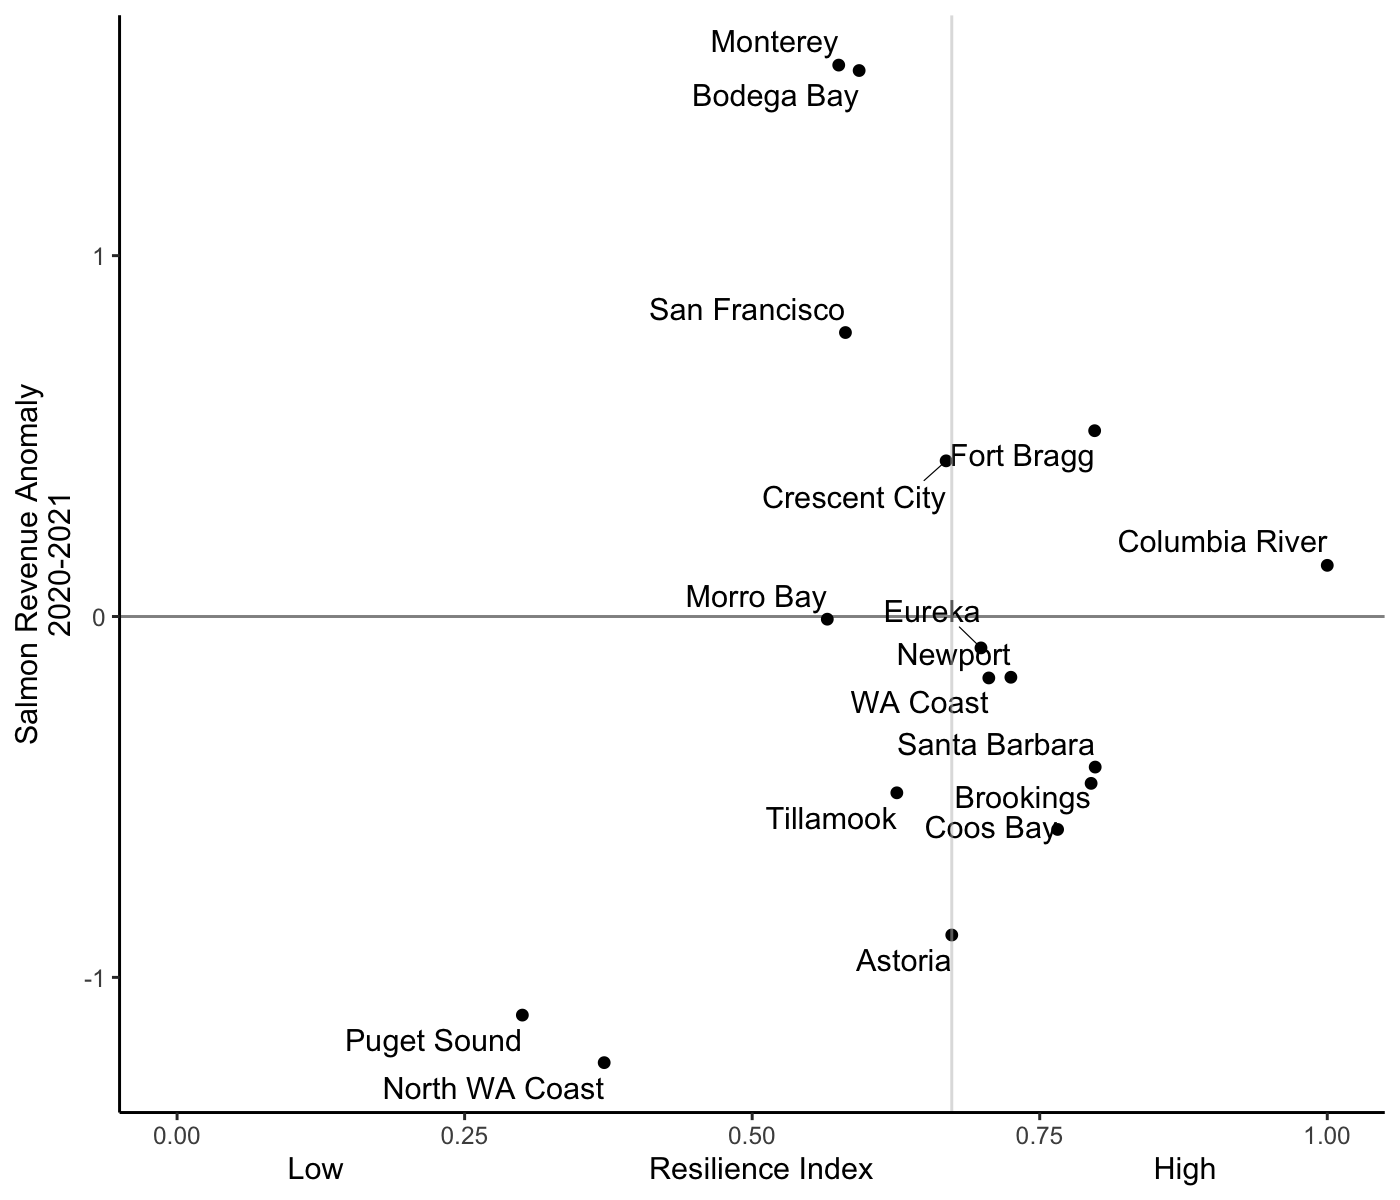 Monterey
Bodega Bay
1
San Francisco
Fort Bragg
Crescent City
Columbia River
Salmon Revenue Anomaly
2020-2021
Morro Bay
Eureka
0
Newport
WA Coast
Santa Barbara
Brookings
Tillamook
Coos Bay
Astoria
-1
Puget Sound
North WA Coast
0.00 0.25 0.50 0.75 1.00
Low Resilience Index High